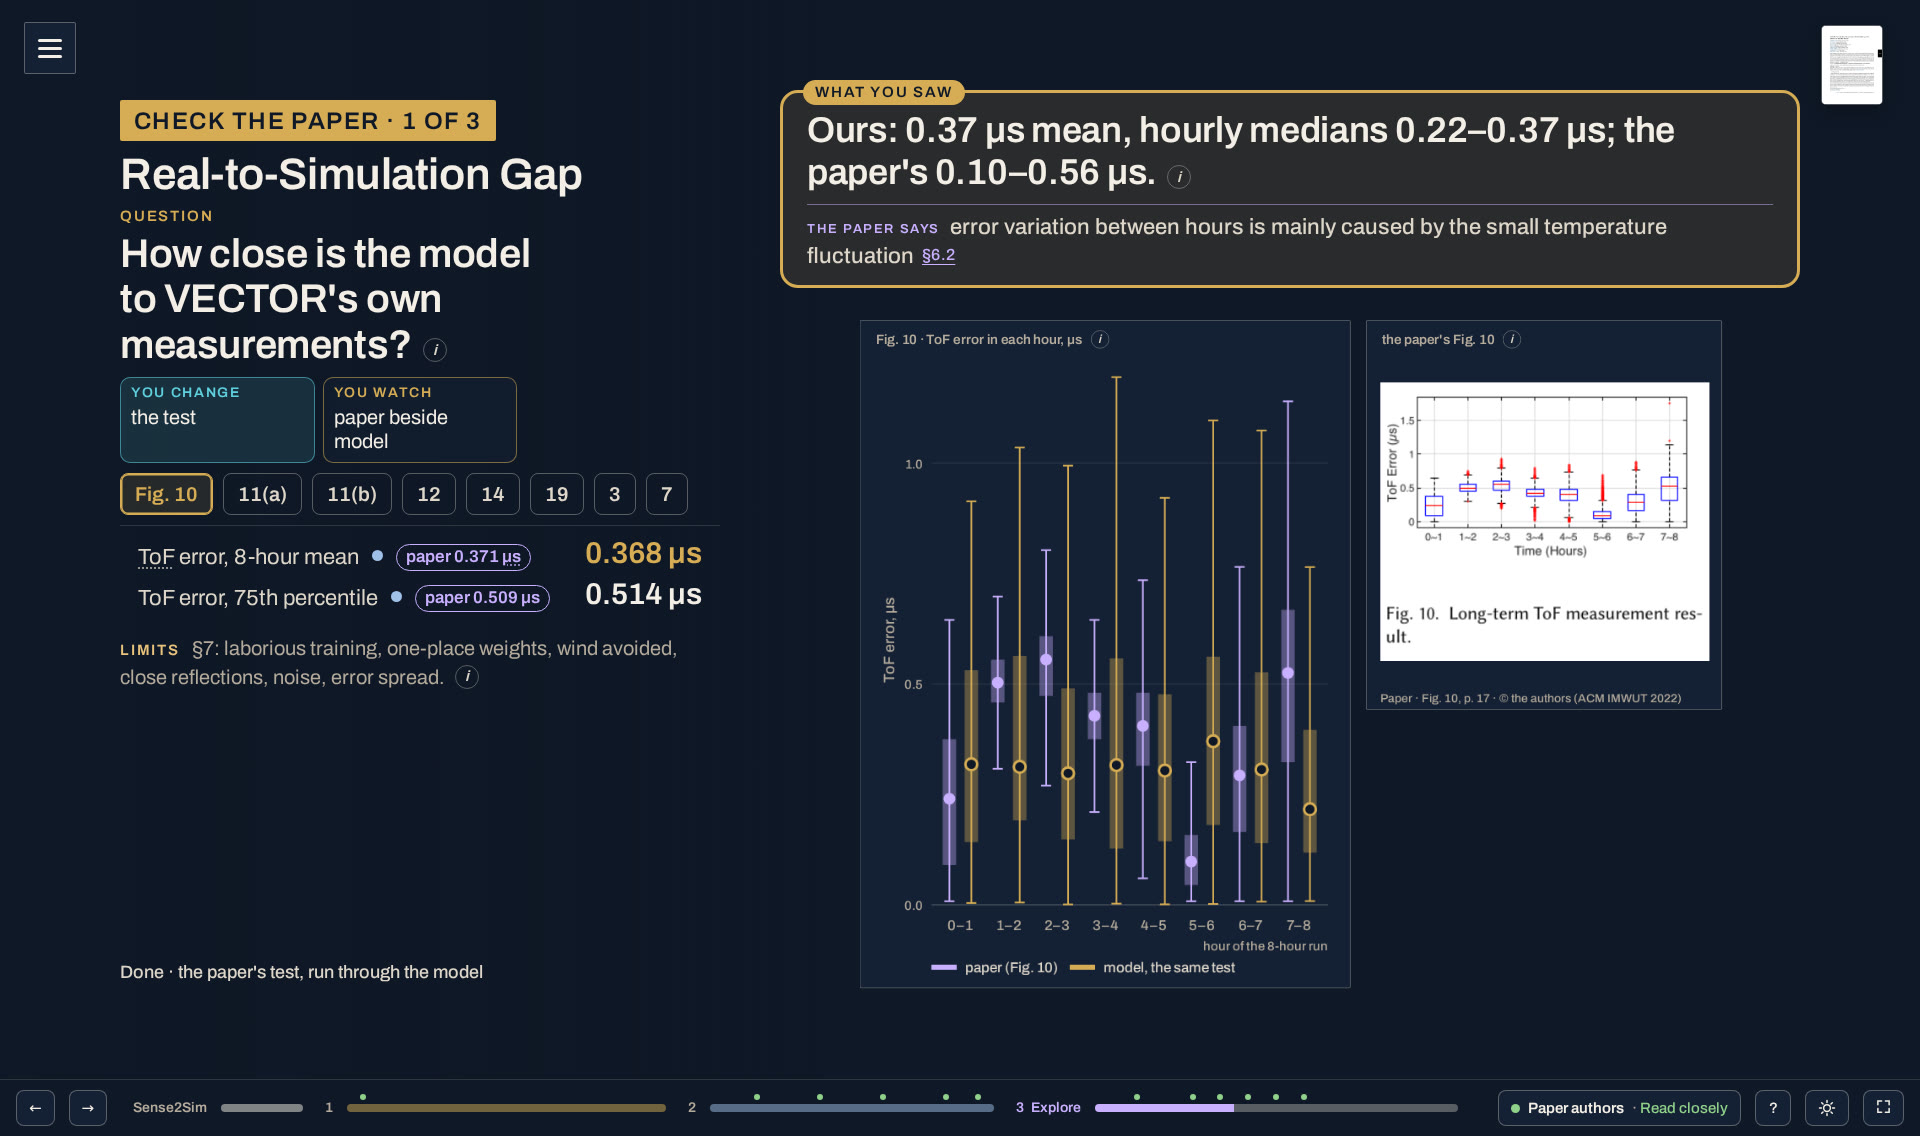 CHECK THE PAPER · 1 OF 3
Real-to-Simulation Gap
QUESTION
How close is the model
to VECTOR's own
measurements? i
YOU CHANGE
the test
YOU WATCH
paper beside
model
Fig. 10 11(a) 11(b) 12 14 19 3 7
ToF error, 8-hour mean paper 0.371 µs 0.368 µs
ToF error, 75th percentile paper 0.509 µs 0.514 µs
LIMITS §7: laborious training, one-place weights, wind avoided,
close reflections, noise, error spread. i
Done · the paper's test, run through the model
WHAT YOU SAW
Ours: 0.37 µs mean, hourly medians 0.22–0.37 µs; the
paper's 0.10–0.56 µs. i
THE PAPER SAYS error variation between hours is mainly caused by the small temperature
fluctuation §6.2
Fig. 10 · ToF error in each hour, µs i
ToF error, µs
1.0
0.5
0.0
0–1 1–2 2–3 3–4 4–5 5–6 6–7 7–8
hour of the 8-hour run
paper (Fig. 10) model, the same test
the paper's Fig. 10 i
ToF Error (µs)
1.5
1
0.5
0
0~1 1~2 2~3 3~4 4~5 5~6 6~7 7~8
Time (Hours)
Fig. 10. Long-term ToF measurement res-
ult.
Paper · Fig. 10, p. 17 · © the authors (ACM IMWUT 2022)
← → Sense2Sim 1 2 3 Explore Paper authors · Read closely ?